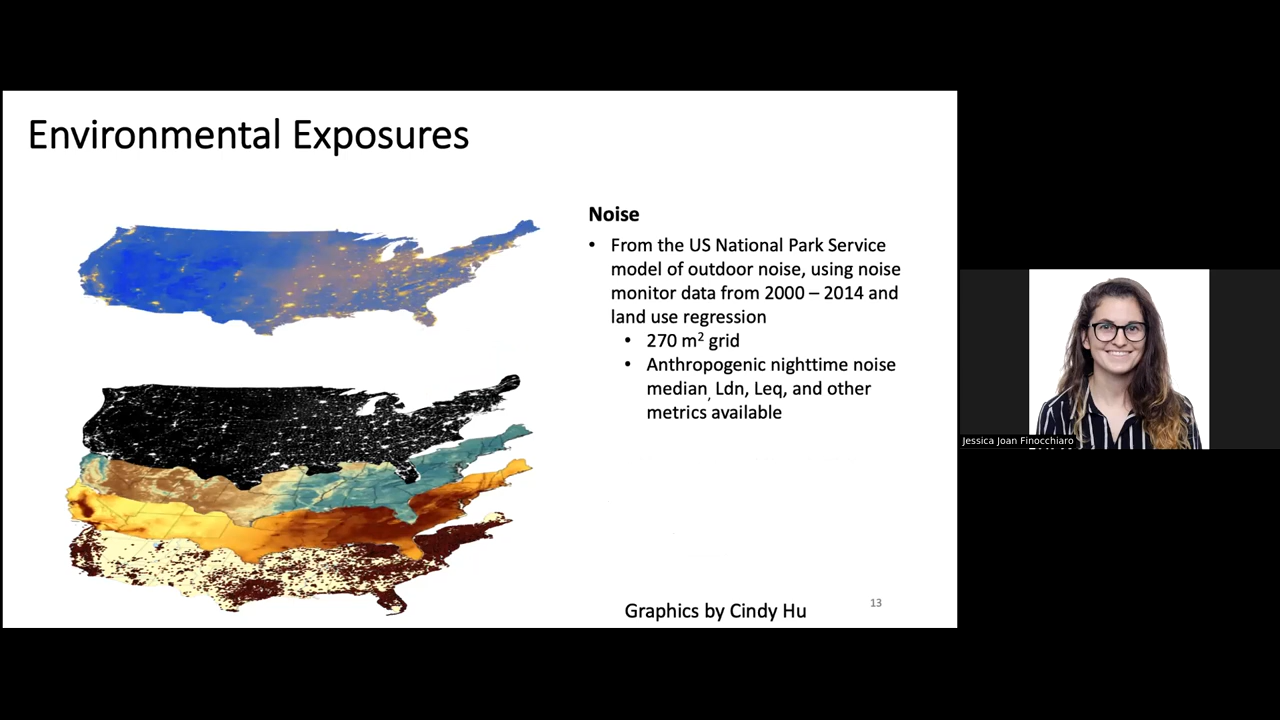 Environmental Exposures
Noise
• From the US National Park Service
model of outdoor noise, using noise
monitor data from 2000 – 2014 and
land use regression
• 270 m² grid
• Anthropogenic nighttime noise
median, Ldn, Leq, and other
metrics available
Graphics by Cindy Hu
13
Jessica Joan Finocchiaro